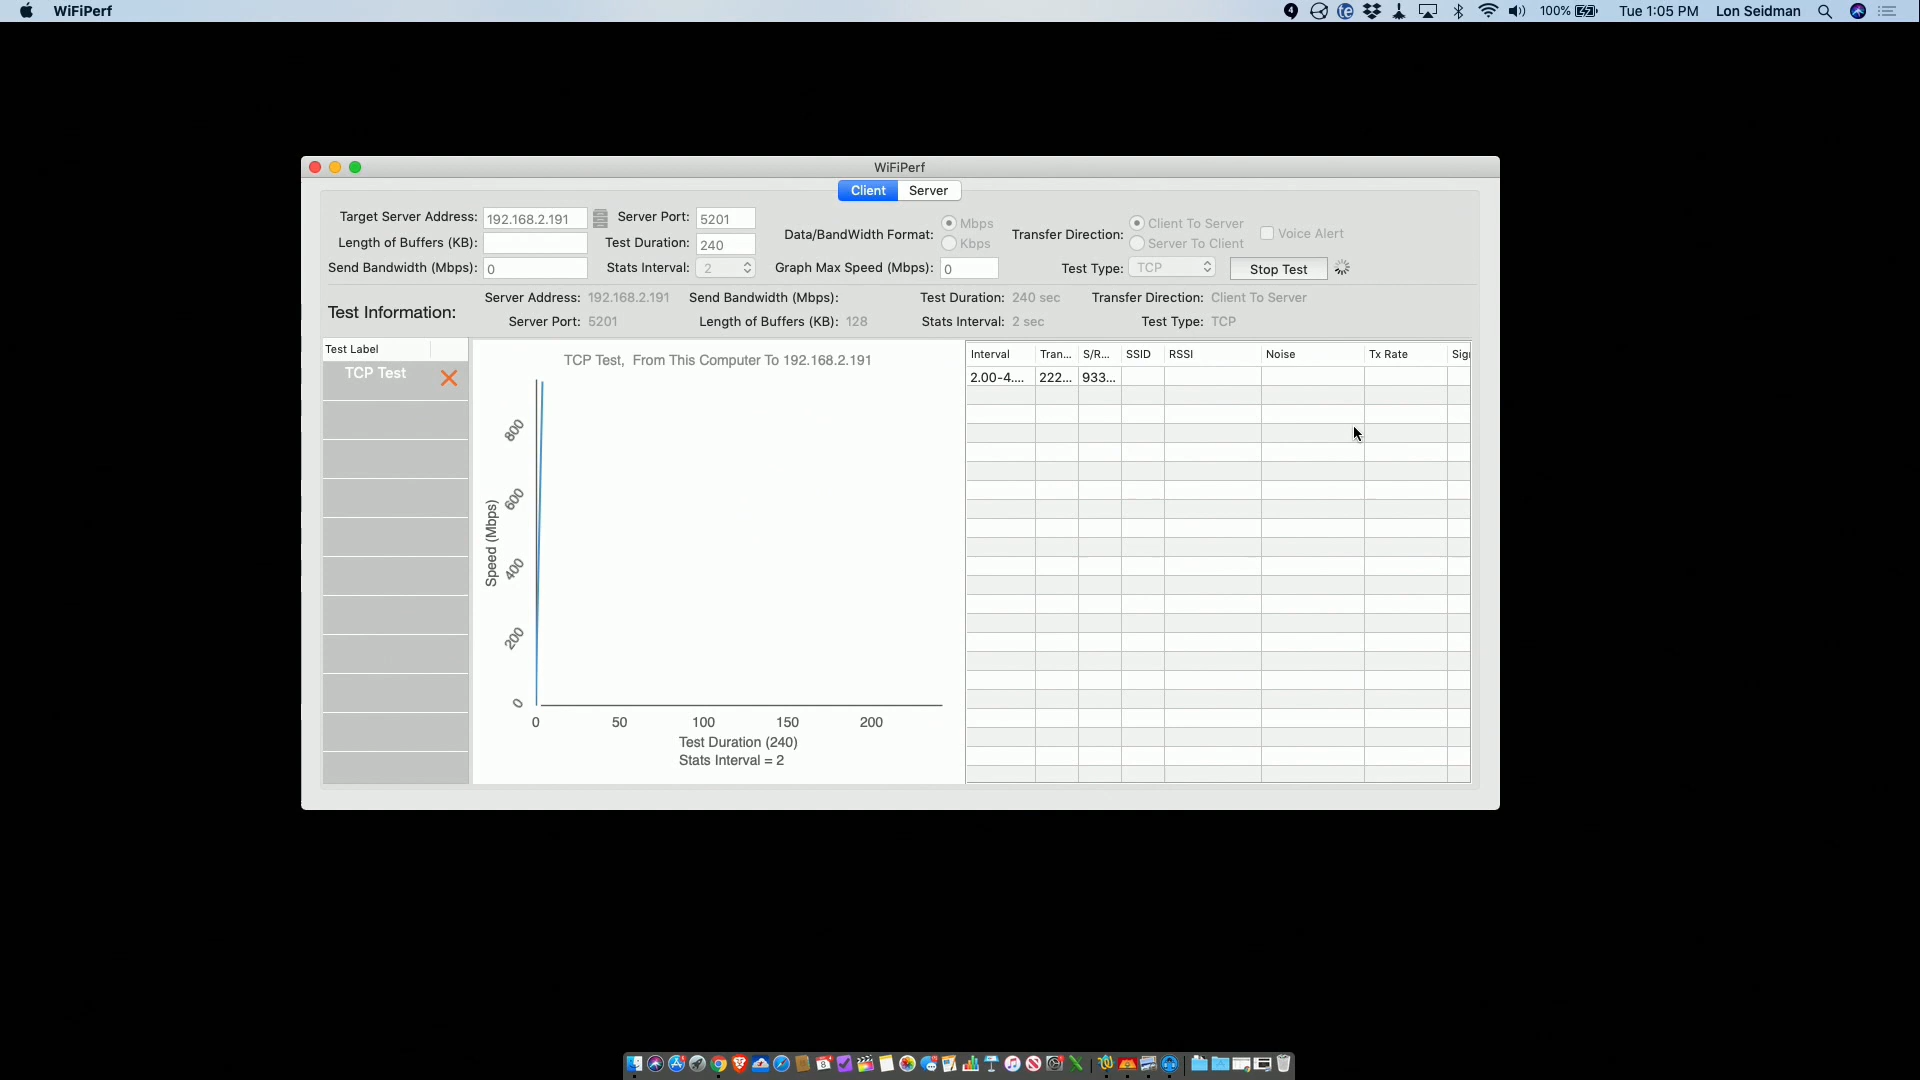 WiFiPerf
100%
Tue 1:05 PM
Lon Seidman
WiFiPerf
Client
Server
Target Server Address: 192.168.2.191
Server Port: 5201
Length of Buffers (KB):
Test Duration: 240
Send Bandwidth (Mbps): 0
Stats Interval: 2
Data/BandWidth Format:
Mbps
Kbps
Graph Max Speed (Mbps): 0
Transfer Direction:
Client To Server
Server To Client
Voice Alert
Test Type: TCP
Stop Test
Test Information:
Server Address: 192.168.2.191
Send Bandwidth (Mbps):
Test Duration: 240 sec
Transfer Direction: Client To Server
Server Port: 5201
Length of Buffers (KB): 128
Stats Interval: 2 sec
Test Type: TCP
Test Label
TCP Test
TCP Test, From This Computer To 192.168.2.191
Speed (Mbps)
800
600
400
200
0
0 50 100 150 200
Test Duration (240)
Stats Interval = 2
Interval Tran... S/R... SSID RSSI Noise Tx Rate Sig
2.00-4.... 222... 933...